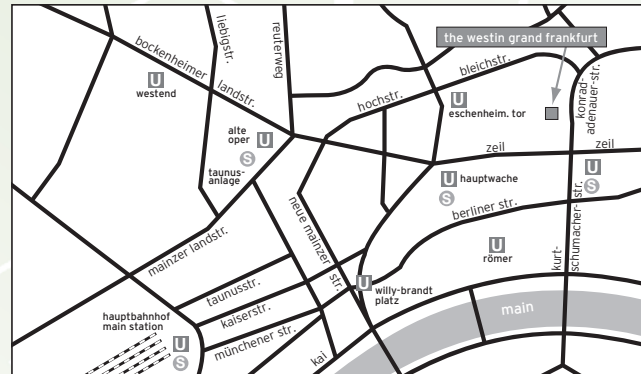 the westin grand frankfurt
bockenheimer
landstr.
liebigstr.
reuterweg
bleichstr.
hochstr.
konrad-
adenauer-str.
U
westend
U
eschenheim. tor
alte
oper
U
S
taunus-
anlage
zeil
zeil
U
hauptwache
S
U
S
berliner str.
mainzer landstr.
neue mainzer str.
kurt-
schumacher-str.
U
römer
U
willy-brandt
platz
taunusstr.
kaiserstr.
münchener str.
kai
main
hauptbahnhof
main station
U
S